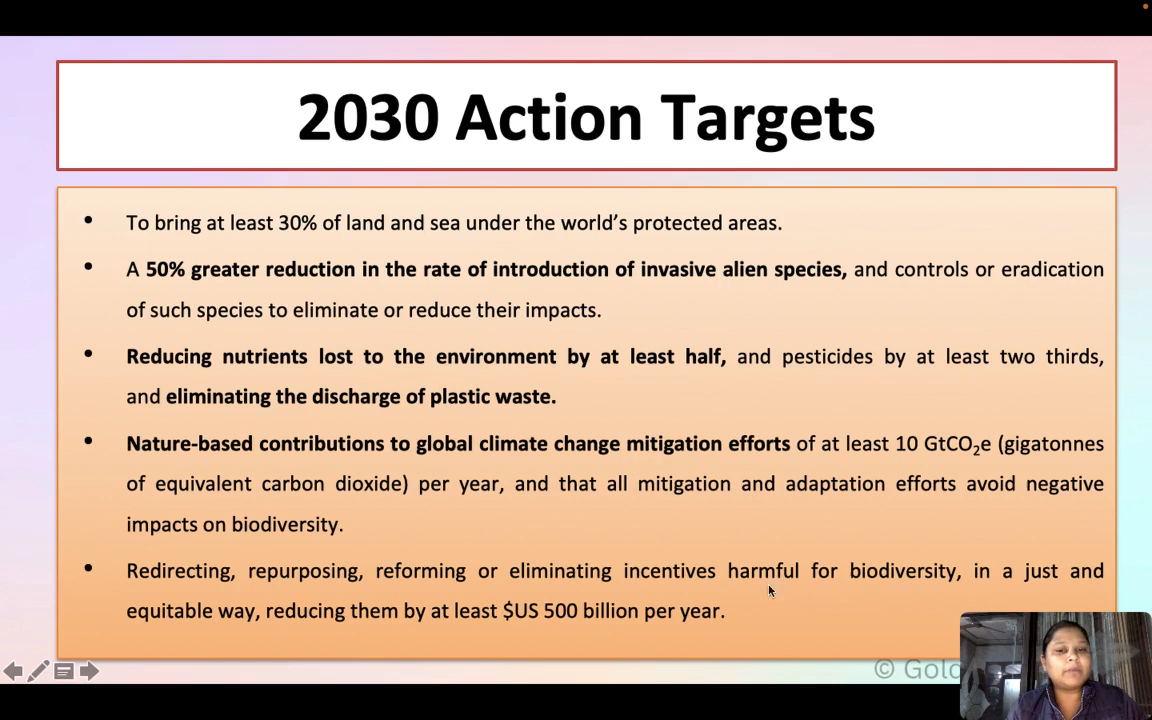 2030 Action Targets
• To bring at least 30% of land and sea under the world’s protected areas.
• A 50% greater reduction in the rate of introduction of invasive alien species, and controls or eradication
of such species to eliminate or reduce their impacts.
• Reducing nutrients lost to the environment by at least half, and pesticides by at least two thirds,
and eliminating the discharge of plastic waste.
• Nature-based contributions to global climate change mitigation efforts of at least 10 GtCO₂e (gigatonnes
of equivalent carbon dioxide) per year, and that all mitigation and adaptation efforts avoid negative
impacts on biodiversity.
• Redirecting, repurposing, reforming or eliminating incentives harmful for biodiversity, in a just and
equitable way, reducing them by at least $US 500 billion per year.
©